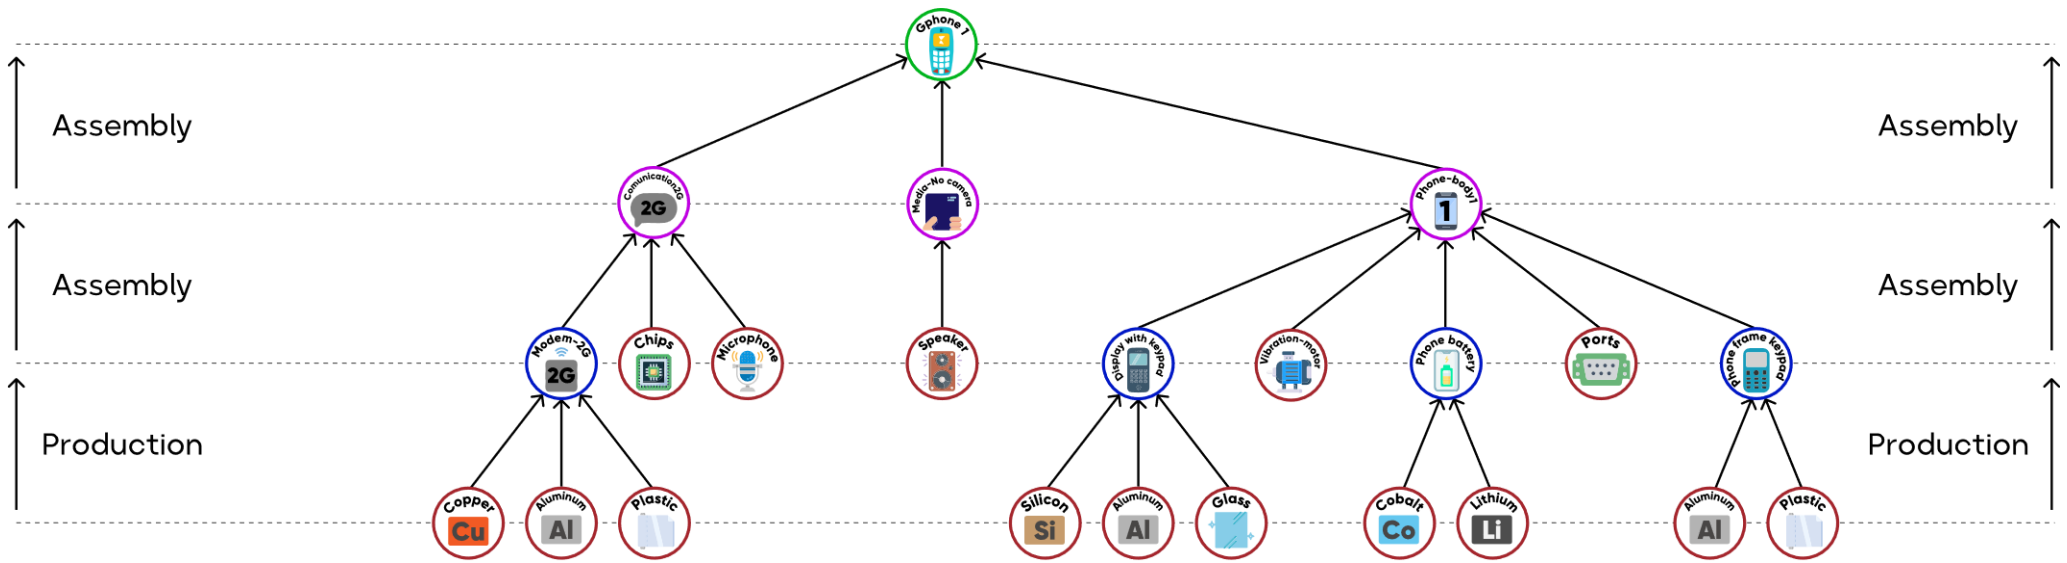 Gphone 1
Assembly
Assembly
Comunication2G
2G
Media-No camera
Phone-body1
1
Assembly
Assembly
Modem-2G
2G
Chips
Microphone
Speaker
Display with keypad
Vibration-motor
Phone battery
Ports
Phone frame keypad
Production
Production
Copper
Cu
Aluminum
Al
Plastic
Silicon
Si
Aluminum
Al
Glass
Cobalt
Co
Lithium
Li
Aluminum
Al
Plastic